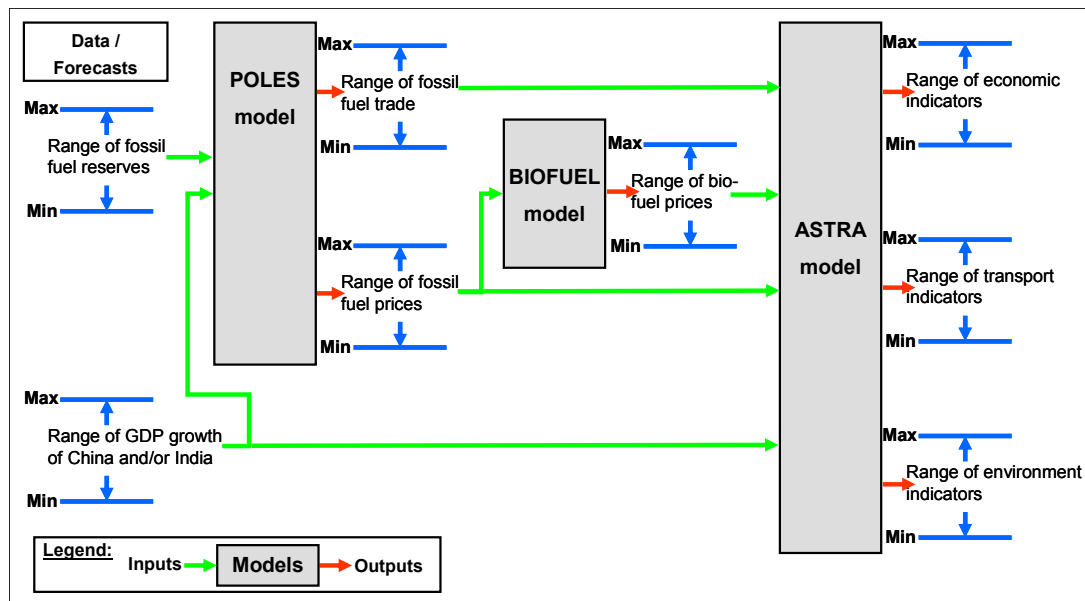 Data /
Forecasts
Max
Range of fossil
fuel reserves
Min
Max
Range of GDP growth
of China and/or India
Min
POLES
model
Max
Range of fossil
fuel trade
Min
Max
Range of fossil
fuel prices
Min
BIOFUEL
model
Max
Range of bio-
fuel prices
Min
ASTRA
model
Max
Range of economic
indicators
Min
Max
Range of transport
indicators
Min
Max
Range of environment
indicators
Min
Legend:
Inputs
Models
Outputs